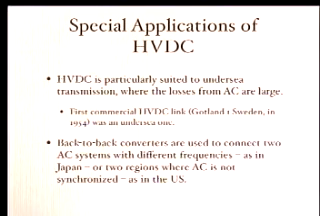 Special Applications of
HVDC
• HVDC is particularly suited to undersea
transmission, where the losses from AC are large.
• First commercial HVDC link (Gotland 1 Sweden, in
1954) was an undersea one.
• Back-to-back converters are used to connect two
AC systems with different frequencies – as in
Japan – or two regions where AC is not
synchronized – as in the US.